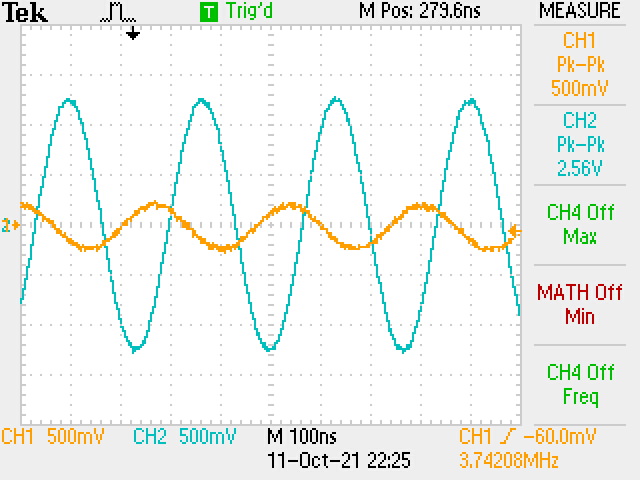 Tek T Trig'd M Pos: 279.6ns MEASURE
CH1
Pk-Pk
500mV
CH2
Pk-Pk
2.56V
CH4 Off
Max
MATH Off
Min
CH4 Off
Freq
2
CH1 500mV CH2 500mV M 100ns CH1 -60.0mV
11-Oct-21 22:25 3.74208MHz